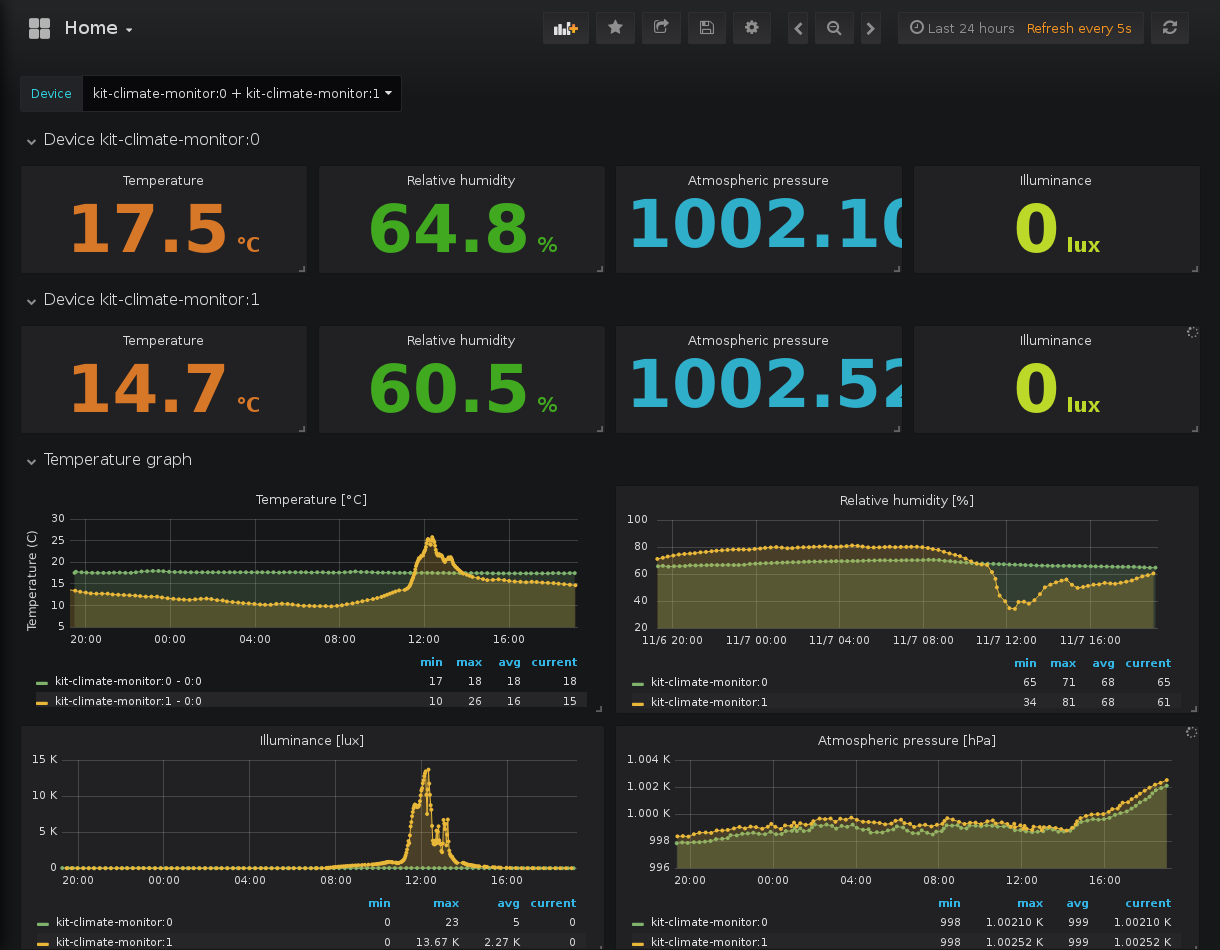 Home
Last 24 hours Refresh every 5s
Device kit-climate-monitor:0 + kit-climate-monitor:1
Device kit-climate-monitor:0
Temperature Relative humidity Atmospheric pressure Illuminance
17.5 °C 64.8 % 1002.10 0 lux
Device kit-climate-monitor:1
Temperature Relative humidity Atmospheric pressure Illuminance
14.7 °C 60.5 % 1002.52 0 lux
Temperature graph
Temperature [°C]
Temperature (C)
30
25
20
15
10
5
20:00 00:00 04:00 08:00 12:00 16:00
min max avg current
kit-climate-monitor:0 - 0:0 17 18 18 18
kit-climate-monitor:1 - 0:0 10 26 16 15
Relative humidity [%]
100
80
60
40
20
11/6 20:00 11/7 00:00 11/7 04:00 11/7 08:00 11/7 12:00 11/7 16:00
min max avg current
kit-climate-monitor:0 65 71 68 65
kit-climate-monitor:1 34 81 68 61
Illuminance [lux]
15 K
10 K
5 K
0
20:00 00:00 04:00 08:00 12:00 16:00
min max avg current
kit-climate-monitor:0 0 23 5 0
kit-climate-monitor:1 0 13.67 K 2.27 K 0
Atmospheric pressure [hPa]
1.004 K
1.002 K
1.000 K
998
996
20:00 00:00 04:00 08:00 12:00 16:00
min max avg current
kit-climate-monitor:0 998 1.00210 K 999 1.00210 K
kit-climate-monitor:1 998 1.00252 K 999 1.00252 K